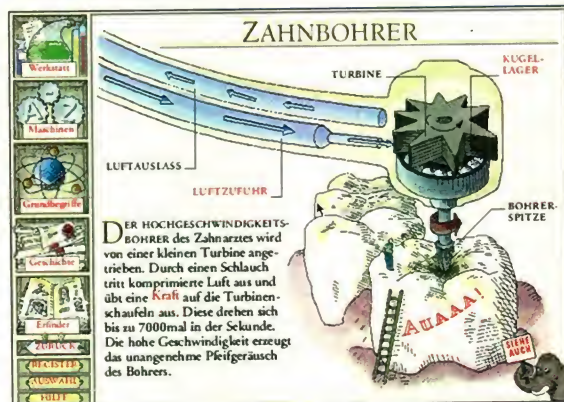 ZAHNBOHRER
Werkstatt
Maschinen
Grundbegriffe
Geschichte
Erfinder
ZURÜCK
REGISTER
AUSWAHL
HILFE
TURBINE
KUGEL-
LAGER
LUFTAUSLASS
LUFTZUFUHR
BOHRER-
SPITZE
DER HOCHGESCHWINDIGKEITS-
BOHRER des Zahnarztes wird
von einer kleinen Turbine ange-
trieben. Durch einen Schlauch
tritt komprimierte Luft aus und
übt eine Kraft auf die Turbinen-
schaufeln aus. Diese drehen sich
bis zu 7000mal in der Sekunde.
Die hohe Geschwindigkeit erzeugt
das unangenehme Pfeifgeräusch
des Bohrers.
AUAAA!
SIEHE
AUCH